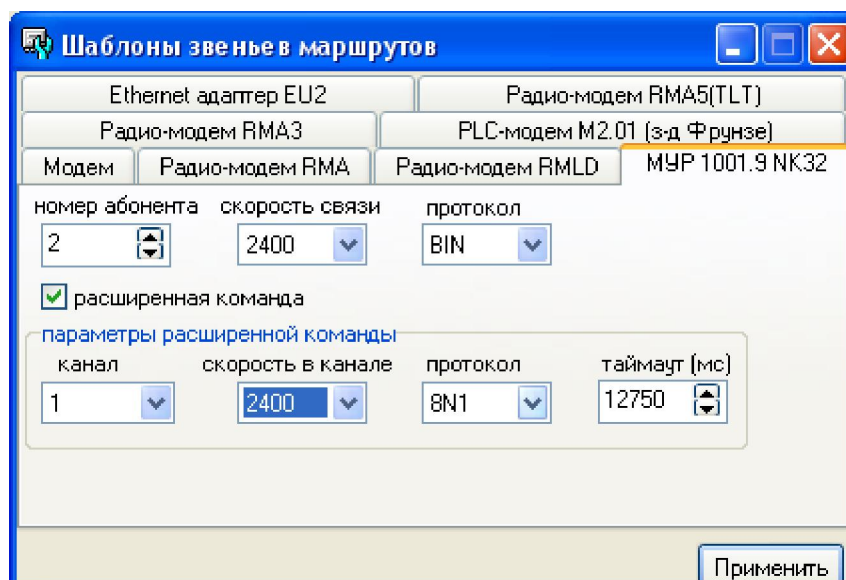 Шаблоны звеньев маршрутов
Ethernet адаптер EU2 Радио-модем RMA5(TLT)
Радио-модем RMA3 PLC-модем M2.01 (з-д Фрунзе)
Модем Радио-модем RMA Радио-модем RMLD МУР 1001.9 NK32
номер абонента скорость связи протокол
2 2400 BIN
расширенная команда
параметры расширенной команды
канал скорость в канале протокол таймаут (мс)
1 2400 8N1 12750
Применить